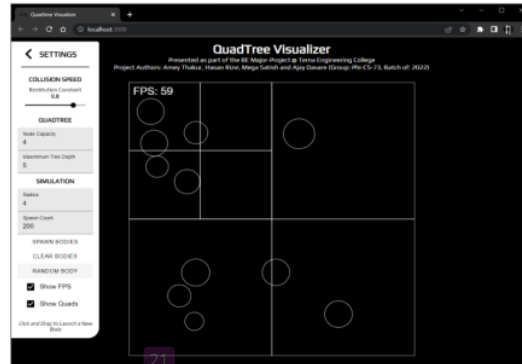 Quadtree Visualizer
localhost:3000
SETTINGS
COLLISION SPEED
Restitution Constant
0.8
QUADTREE
Node Capacity
4
Maximum Tree Depth
5
SIMULATION
Radius
4
Spawn Count
200
SPAWN BODIES
CLEAR BODIES
RANDOM BODY
Show FPS
Show Quads
Click and Drag to Launch a New
Body
QuadTree Visualizer
Presented as part of the BE Major-Project @ Terna Engineering College
Project Authors: Amey Thakur, Hasan Rizvi, Mega Satish and Ajay Davare (Group: PhI-CS-73, Batch of: 2022)
FPS: 59
21